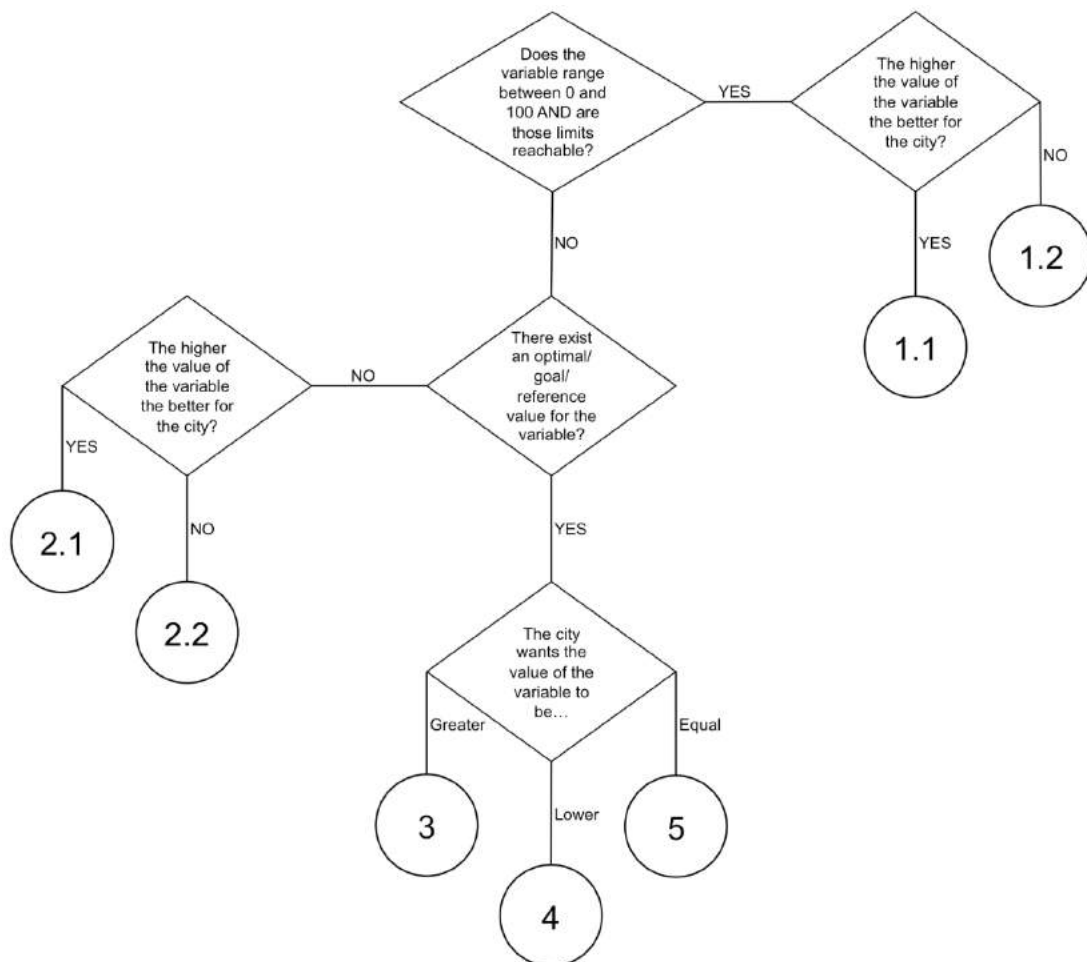 Does the
variable range
between 0 and
100 AND are
those limits
reachable?
YES
The higher
the value of
the variable
the better for
the city?
NO
YES
1.2
1.1
NO
There exist
an optimal/
goal/
reference
value for the
variable?
NO
The higher
the value of
the variable
the better for
the city?
YES
NO
2.1
2.2
YES
The city
wants the
value of the
variable to
be...
Greater
Equal
Lower
3
5
4